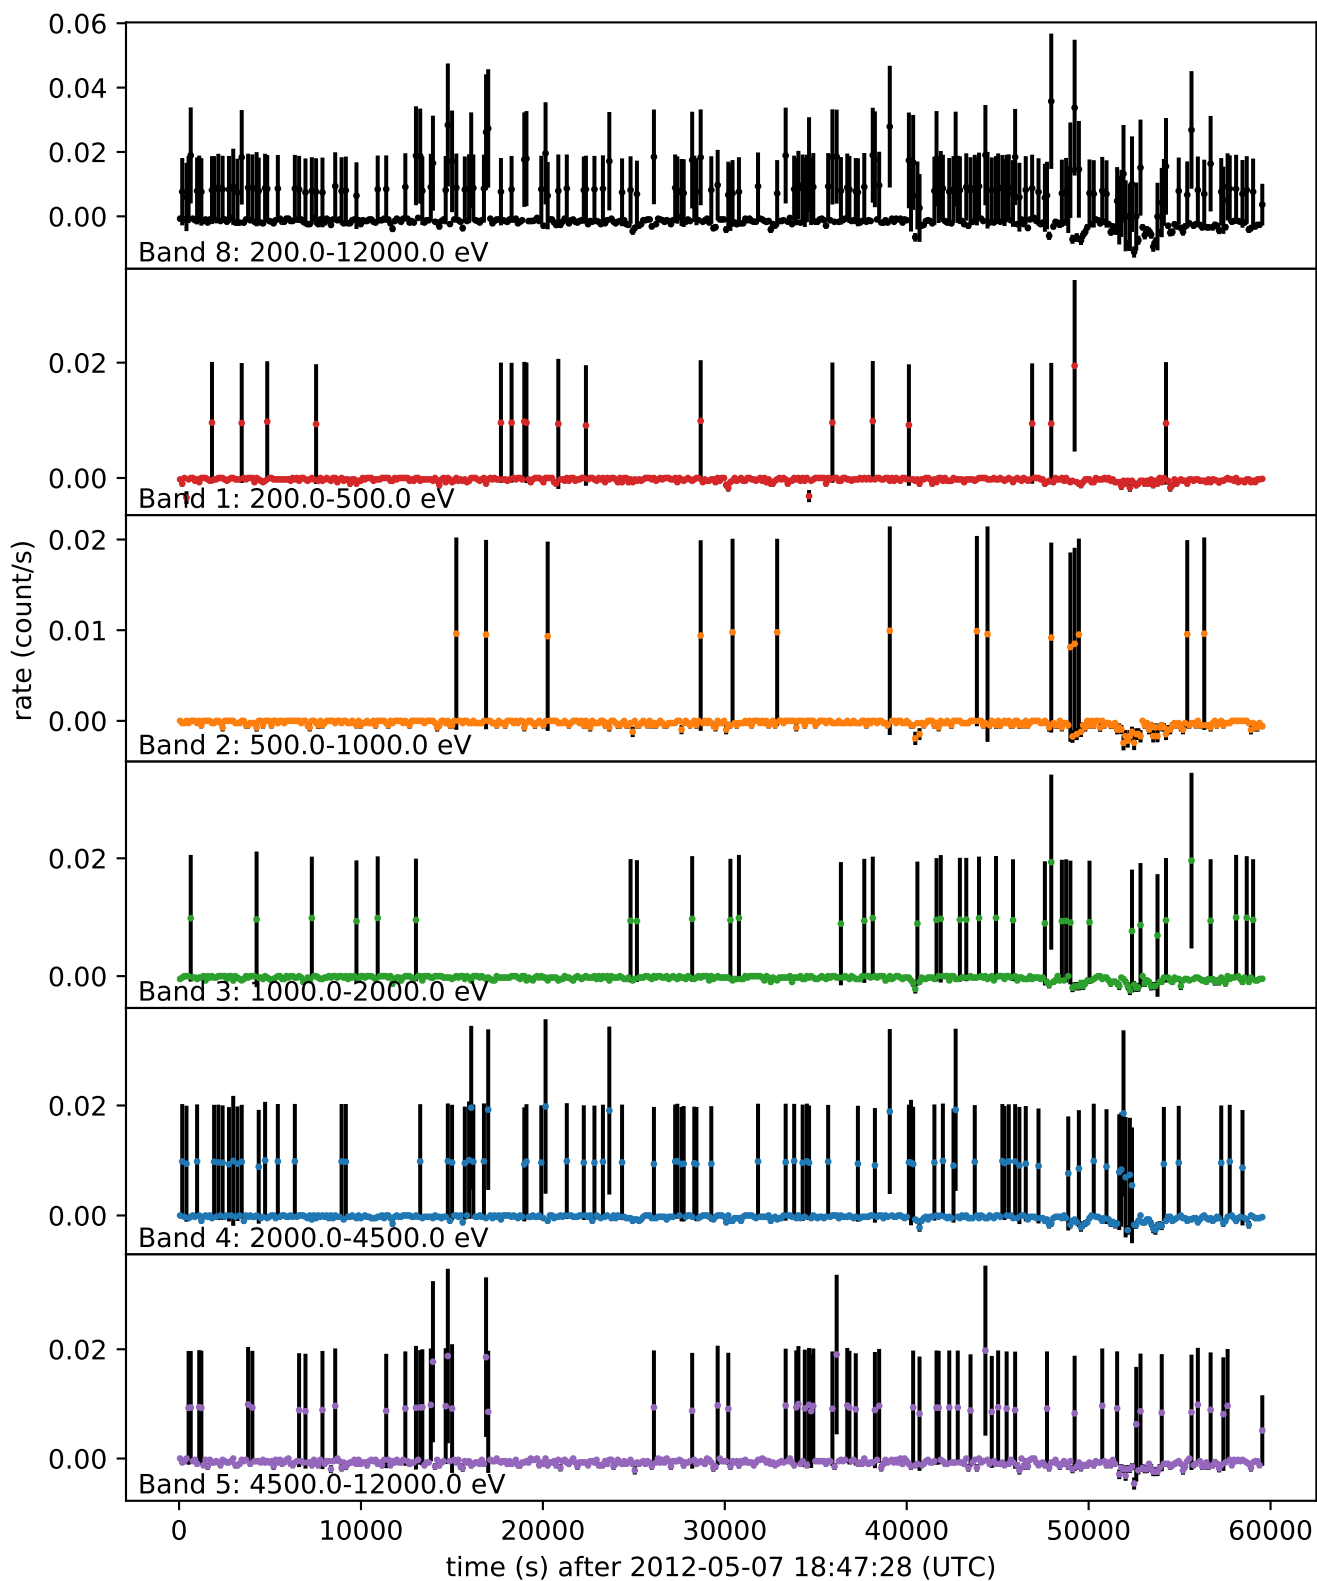 0.06
0.04
0.02
0.00
Band 8: 200.0-12000.0 eV
0.02
0.00
Band 1: 200.0-500.0 eV
0.02
0.01
0.00
Band 2: 500.0-1000.0 eV
rate (count/s)
0.02
0.00
Band 3: 1000.0-2000.0 eV
0.02
0.00
Band 4: 2000.0-4500.0 eV
0.02
0.00
Band 5: 4500.0-12000.0 eV
0 10000 20000 30000 40000 50000 60000
time (s) after 2012-05-07 18:47:28 (UTC)